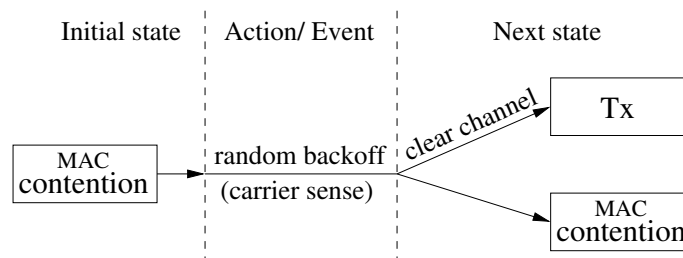 Initial state
Action/ Event
Next state
MAC
contention
random backoff
(carrier sense)
clear channel
Tx
MAC
contention